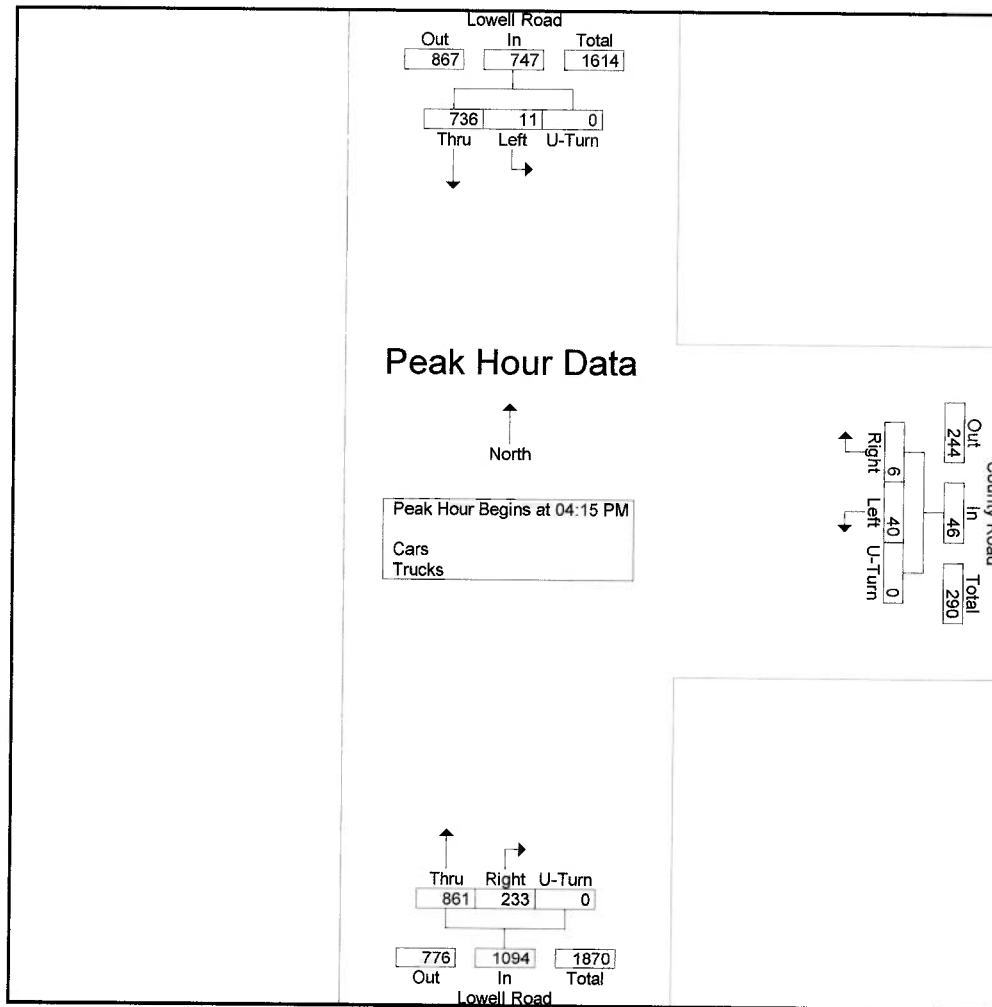 Lowell Road
Out In Total
867 747 1614
736 11 0
Thru Left U-Turn
Peak Hour Data
North
Peak Hour Begins at 04:15 PM
Cars
Trucks
Right Left U-Turn
6 40 0
Out In Total
244 46 290
Road
Thru Right U-Turn
861 233 0
776 1094 1870
Out In Total
Lowell Road